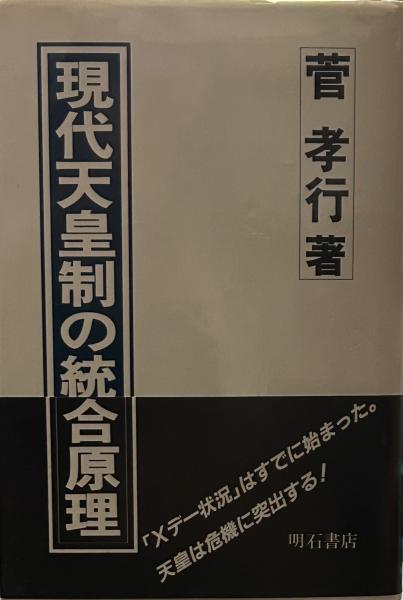 菅 孝行 著
現代天皇制の統合原理
「Xデー状況」はすでに始まった。
天皇は危機に突出する!
明石書店